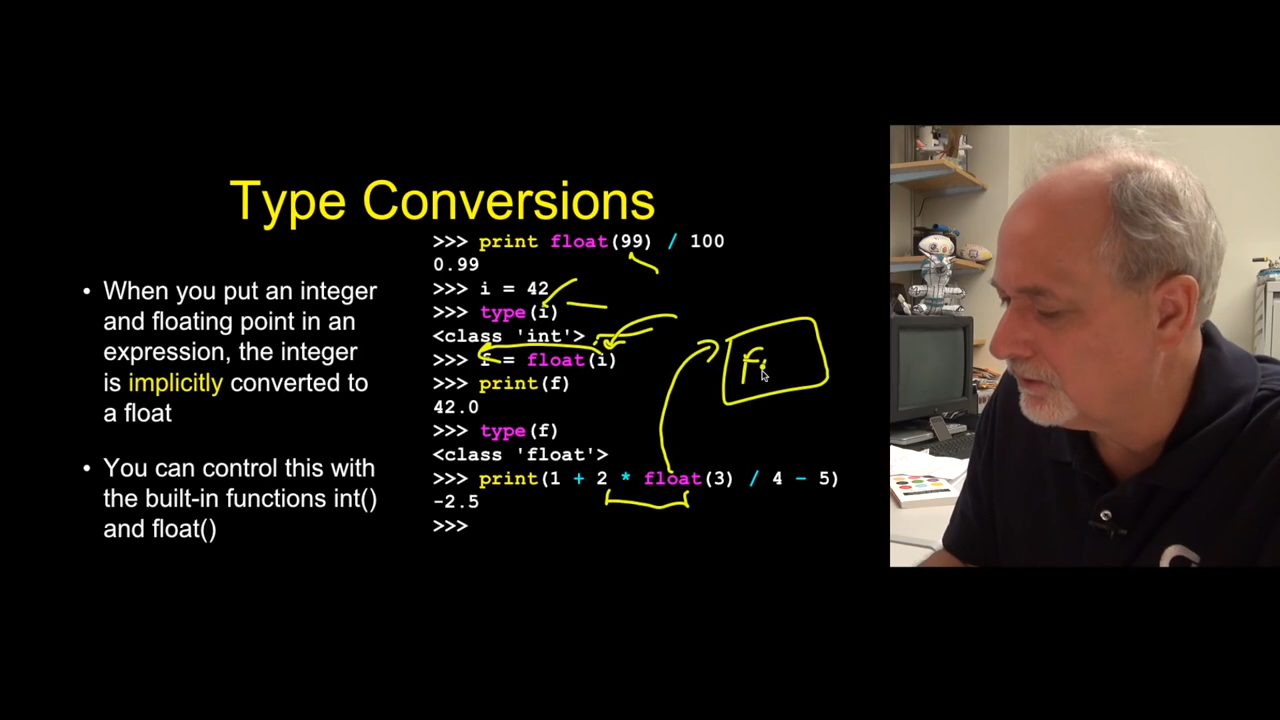 Type Conversions
• When you put an integer
and floating point in an
expression, the integer
is implicitly converted to
a float
• You can control this with
the built-in functions int()
and float()
>>> print float(99) / 100
0.99
>>> i = 42
>>> type(i)
<class 'int'>
>>> f = float(i)
>>> print(f)
42.0
>>> type(f)
<class 'float'>
>>> print(1 + 2 * float(3) / 4 - 5)
-2.5
>>>